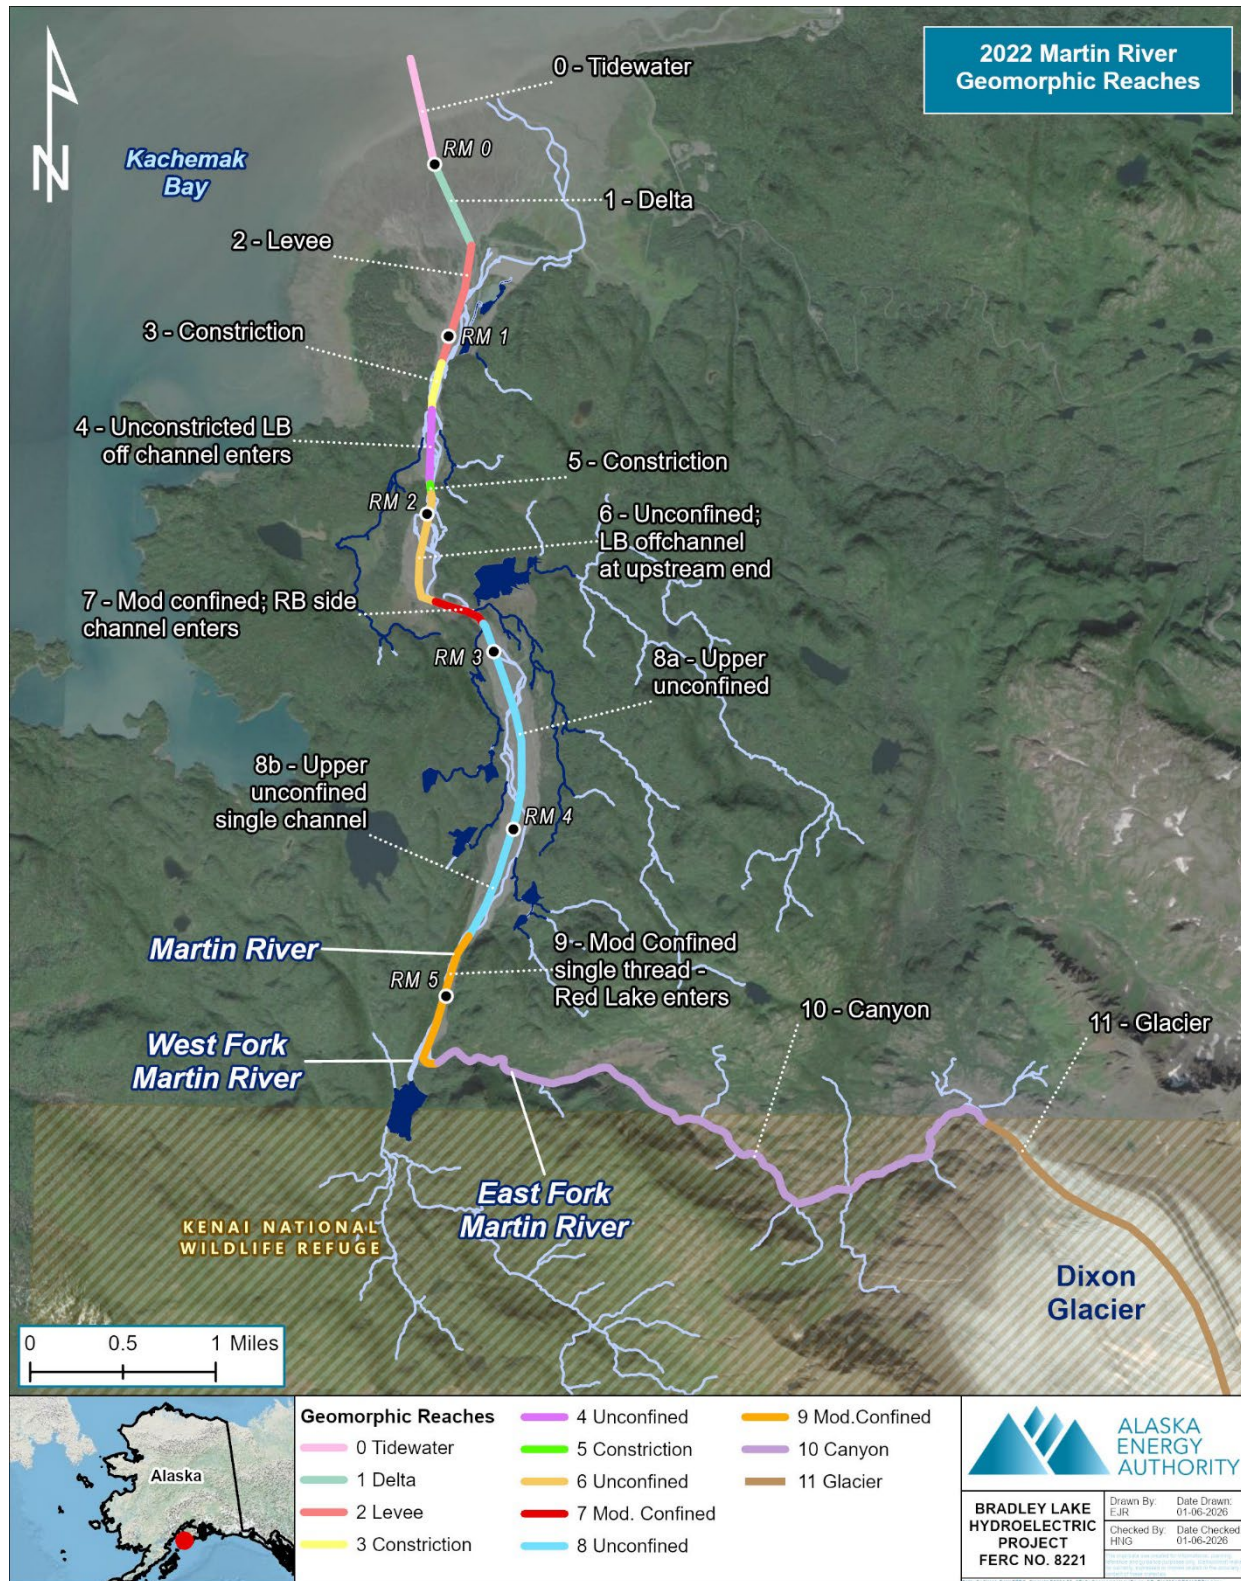 2022 Martin River
Geomorphic Reaches
N
0 - Tidewater
RM 0
Kachemak
Bay
1 - Delta
2 - Levee
RM 1
3 - Constriction
4 - Unconstricted LB
off channel enters
5 - Constriction
RM 2
6 - Unconfined;
LB offchannel
at upstream end
7 - Mod confined; RB side
channel enters
RM 3
8a - Upper
unconfined
8b - Upper
unconfined
single channel
RM 4
Martin River
9 - Mod Confined
single thread -
Red Lake enters
RM 5
10 - Canyon
11 - Glacier
West Fork
Martin River
East Fork
Martin River
KENAI NATIONAL
WILDLIFE REFUGE
Dixon
Glacier
0 0.5 1 Miles
Alaska
Geomorphic Reaches
0 Tidewater
1 Delta
2 Levee
3 Constriction
4 Unconfined
5 Constriction
6 Unconfined
7 Mod. Confined
8 Unconfined
9 Mod.Confined
10 Canyon
11 Glacier
ALASKA
ENERGY
AUTHORITY
BRADLEY LAKE
HYDROELECTRIC
PROJECT
FERC NO. 8221
Drawn By: Date Drawn:
EJR 01-06-2026
Checked By: Date Checked:
HNG 01-06-2026